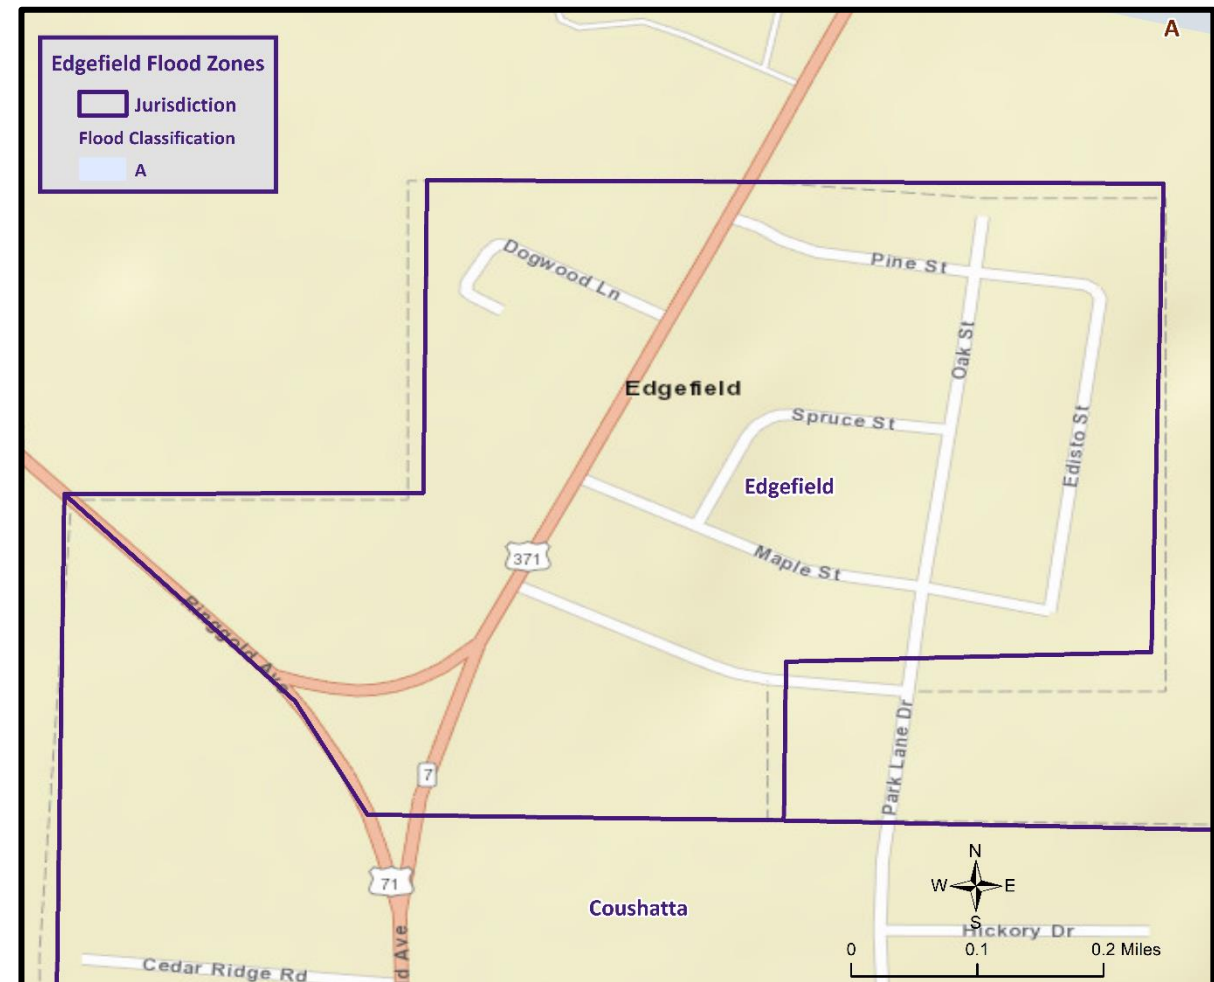 A
Edgefield Flood Zones
Jurisdiction
Flood Classification
A
Dogwood Ln
Pine St
Oak St
Edgefield
Spruce St
Edisto St
Edgefield
371
Maple St
Ringgold Ave
7
Park Lane Dr
71
Coushatta
N
W E
S
Hickory Dr
0 0.1 0.2 Miles
d Ave
Cedar Ridge Rd